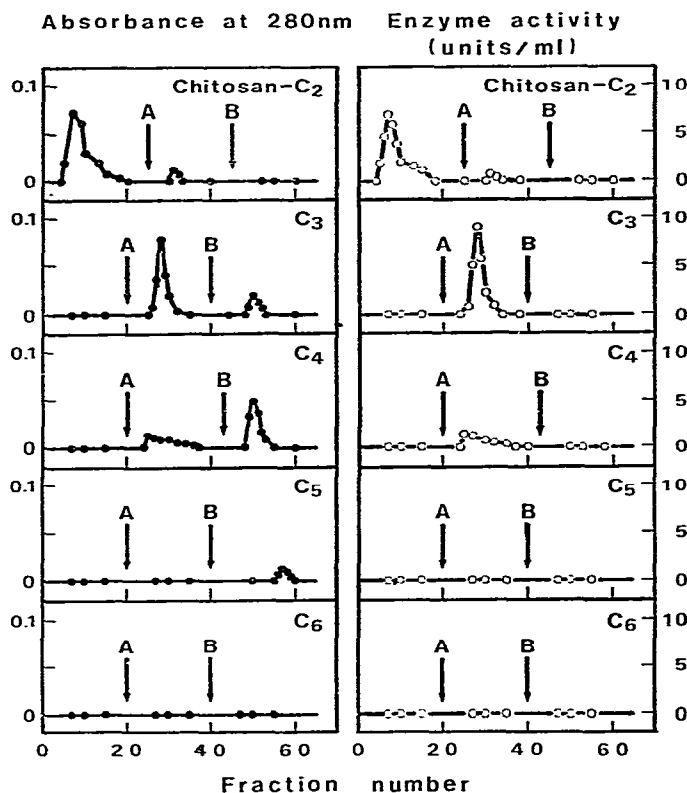 Absorbance at 280nm Enzyme activity
(units/ml)
0.1 Chitosan-C2 A B 0
Chitosan-C2 A B 10 5 0
0.1 C3 A B 0
C3 A B 10 5 0
0.1 C4 A B 0
C4 A B 10 5 0
0.1 C5 A B 0
C5 A B 10 5 0
0.1 C6 A B 0
C6 A B 10 5 0
0 20 40 60 0 20 40 60
Fraction number